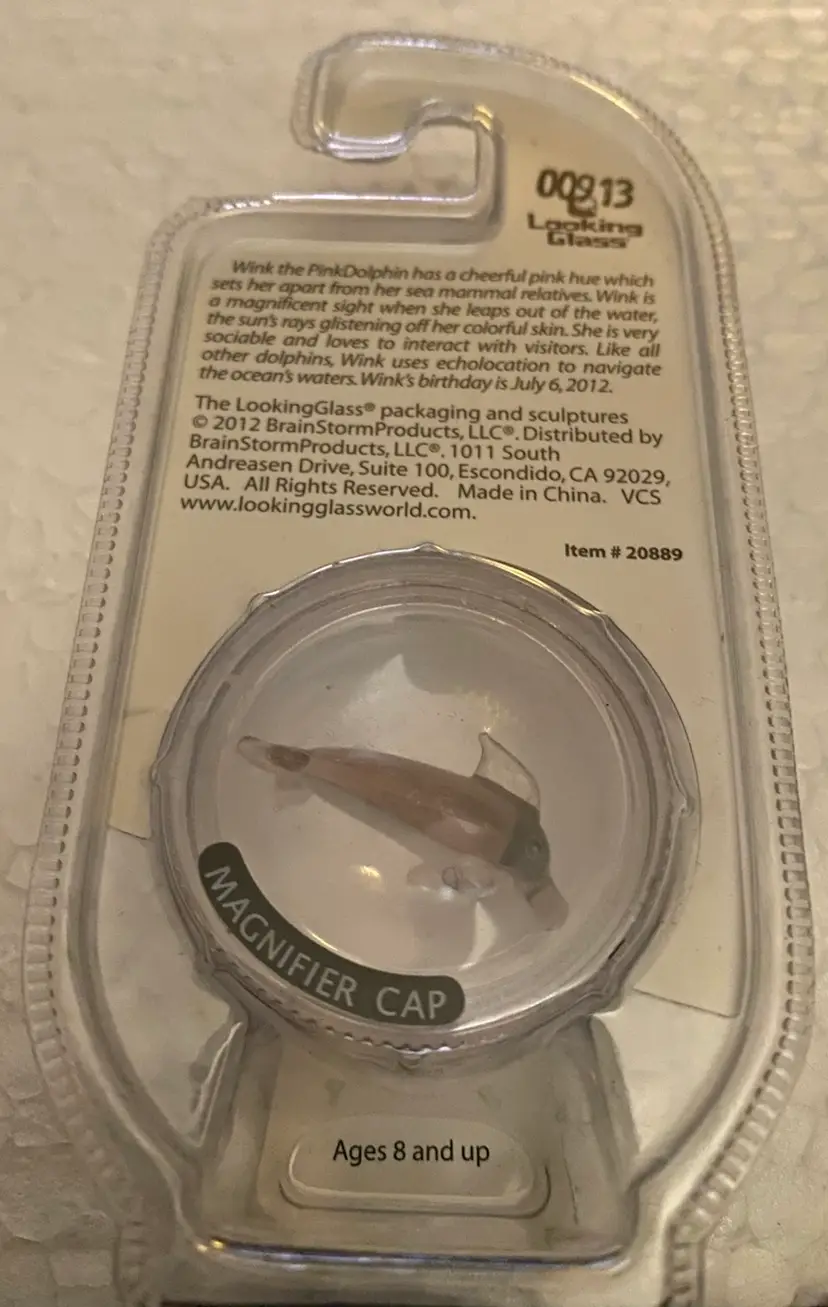 00913
Looking
Glass
Wink the PinkDolphin has a cheerful pink hue which
sets her apart from her sea mammal relatives. Wink is
a magnificent sight when she leaps out of the water,
the sun's rays glistening off her colorful skin. She is very
sociable and loves to interact with visitors. Like all
other dolphins, Wink uses echolocation to navigate
the ocean's waters. Wink's birthday is July 6, 2012.
The LookingGlass® packaging and sculptures
© 2012 BrainStormProducts, LLC®. Distributed by
BrainStormProducts, LLC®. 1011 South
Andreasen Drive, Suite 100, Escondido, CA 92029,
USA. All Rights Reserved. Made in China. VCS
www.lookingglassworld.com.
Item # 20889
MAGNIFIER CAP
Ages 8 and up